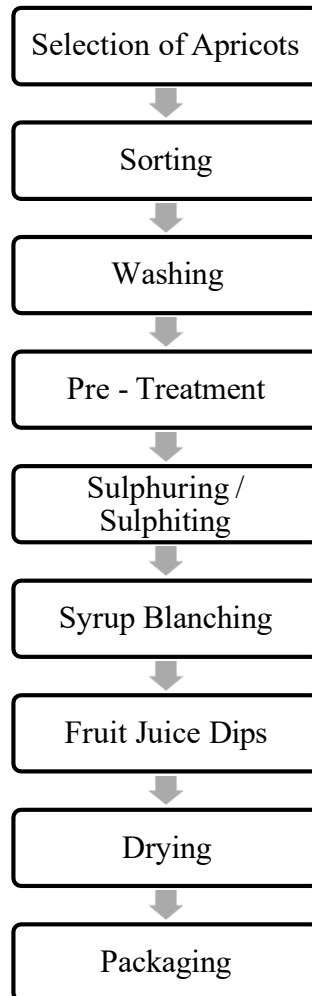 Selection of Apricots
Sorting
Washing
Pre - Treatment
Sulphuring /
Sulphiting
Syrup Blanching
Fruit Juice Dips
Drying
Packaging